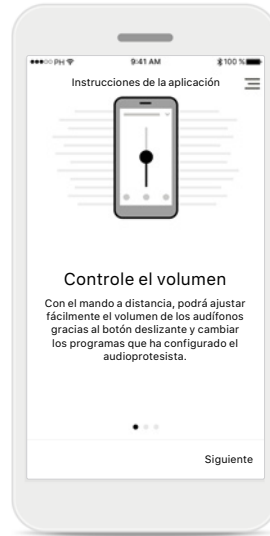 PH 9:41 AM 100 %
Instrucciones de la aplicación
Controle el volumen
Con el mando a distancia, podrá ajustar
fácilmente el volumen de los audífonos
gracias al botón deslizante y cambiar
los programas que ha configurado el
audioprotesista.
Siguiente